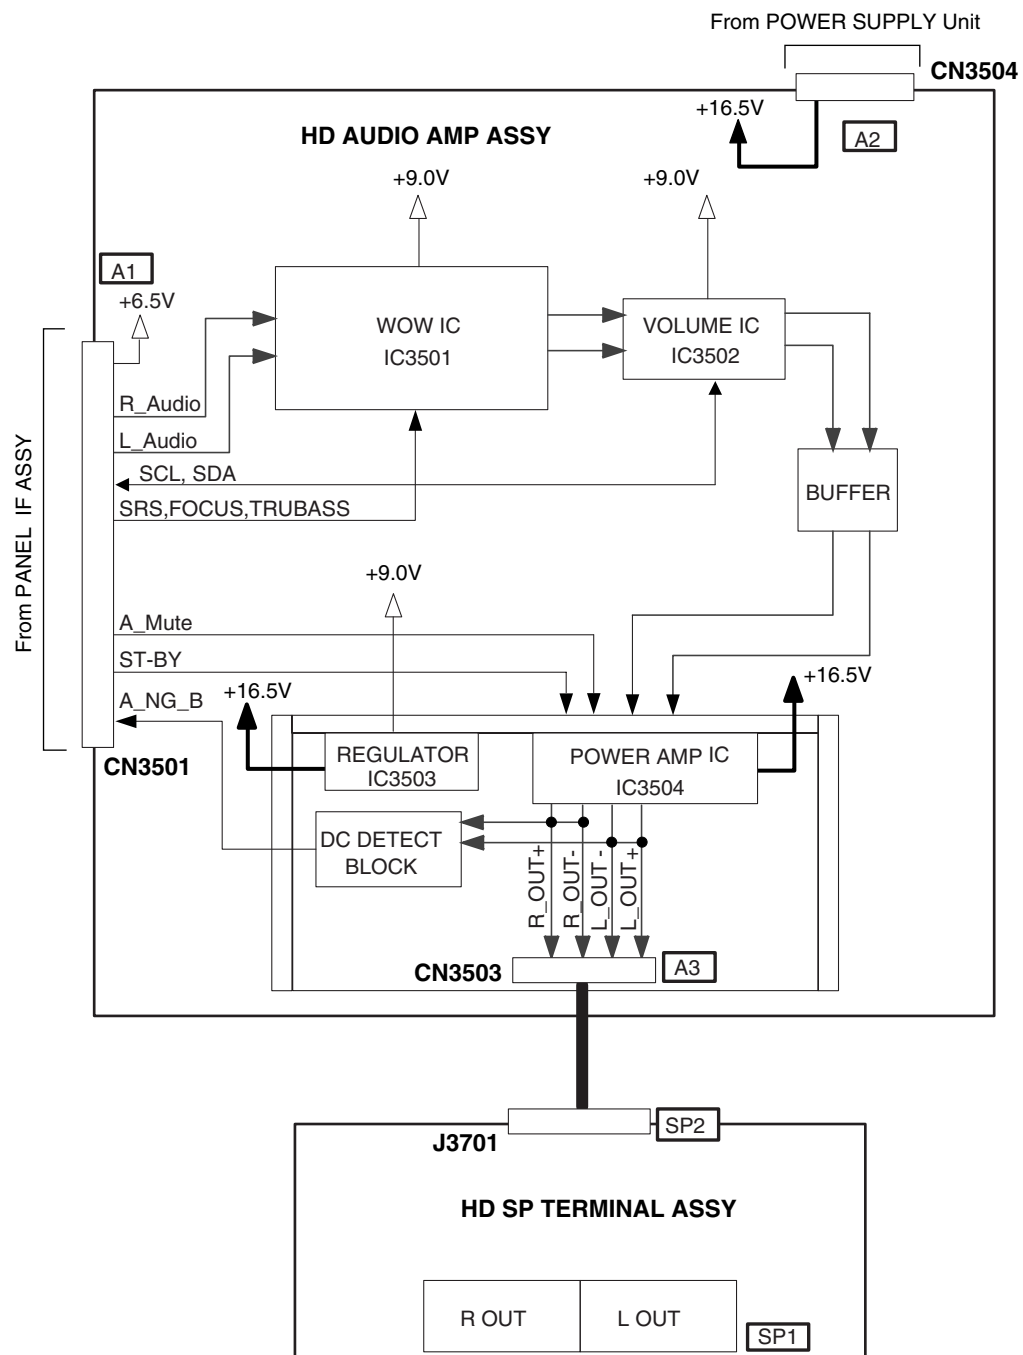 From POWER SUPPLY Unit
CN3504
+16.5V
A2
HD AUDIO AMP ASSY
+9.0V
+9.0V
A1
+6.5V
WOW IC
IC3501
VOLUME IC
IC3502
R_Audio
L_Audio
SCL, SDA
SRS,FOCUS,TRUBASS
BUFFER
From PANEL IF ASSY
+9.0V
A_Mute
ST-BY
A_NG_B
+16.5V
+16.5V
CN3501
REGULATOR
IC3503
POWER AMP IC
IC3504
DC DETECT
BLOCK
R_OUT+
R_OUT-
L_OUT-
L_OUT+
CN3503
A3
J3701
SP2
HD SP TERMINAL ASSY
R OUT
L OUT
SP1